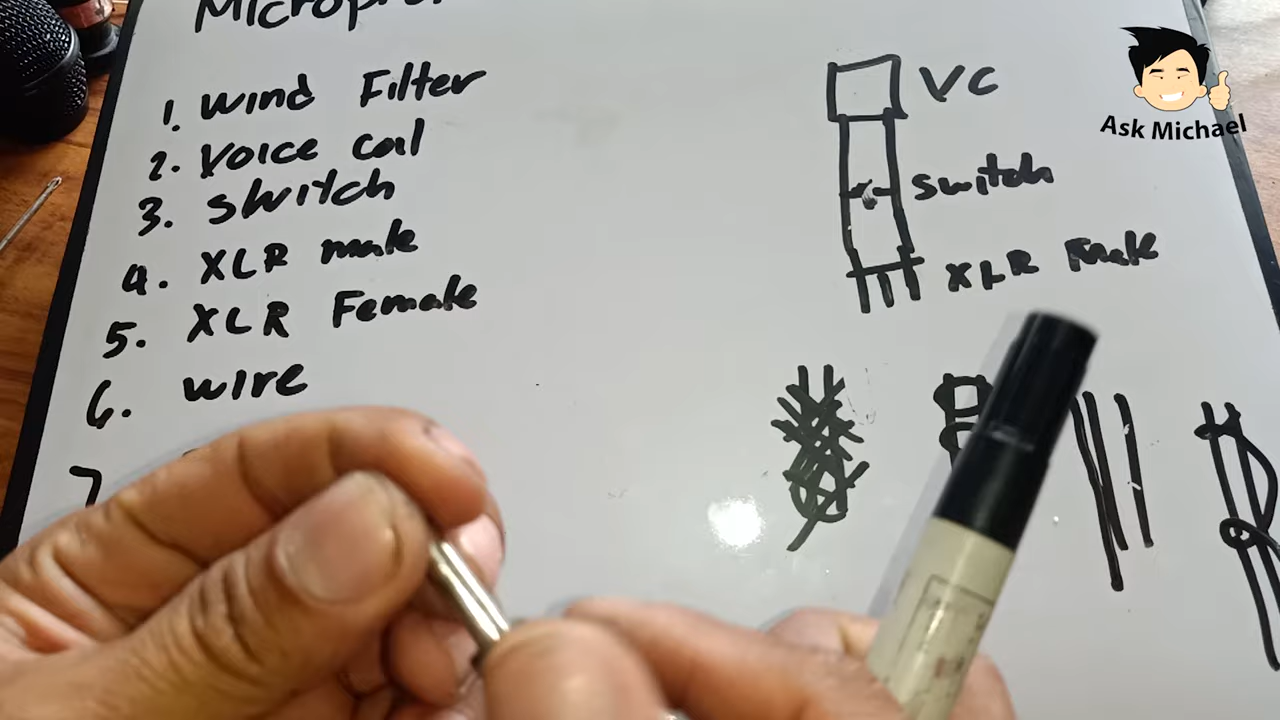 1. Wind Filter
2. Voice coil
3. Switch
4. XLR male
5. XLR Female
6. wire
7
VC
Switch
XLR male
Ask Michael